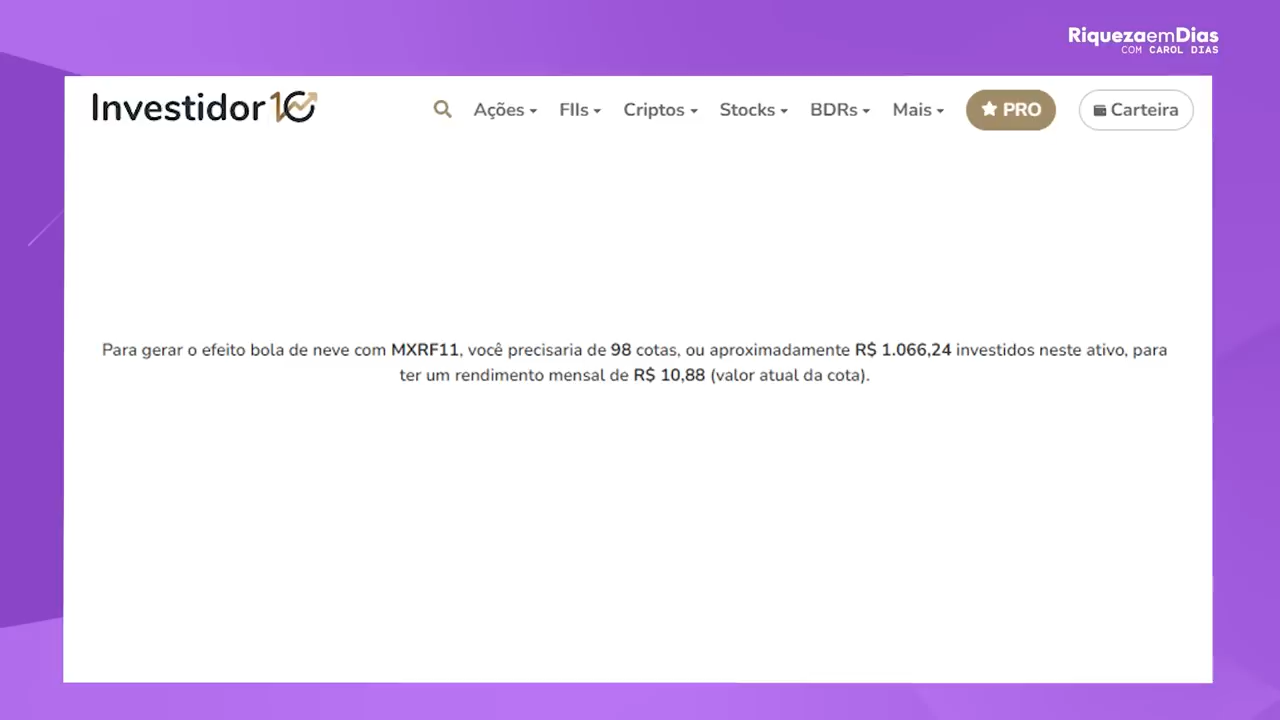 RiquezaemDias
COM CAROL DIAS
Investidor10
Ações FIIs Criptos Stocks BDRs Mais PRO Carteira
Para gerar o efeito bola de neve com MXRF11, você precisaria de 98 cotas, ou aproximadamente R$ 1.066,24 investidos neste ativo, para
ter um rendimento mensal de R$ 10,88 (valor atual da cota).